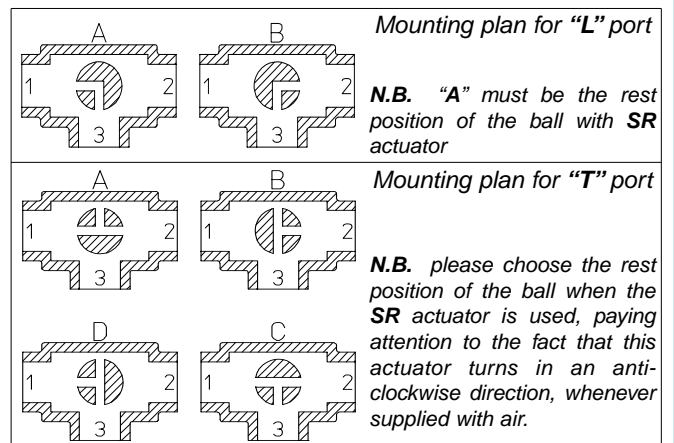 A B
1 2 1 2
3 3
Mounting plan for “L” port
N.B. “A” must be the rest
position of the ball with SR
actuator
A B
1 2 1 2
3 3
D C
1 2 1 2
3 3
Mounting plan for “T” port
N.B. please choose the rest
position of the ball when the
SR actuator is used, paying
attention to the fact that this
actuator turns in an anti-
clockwise direction, whenever
supplied with air.